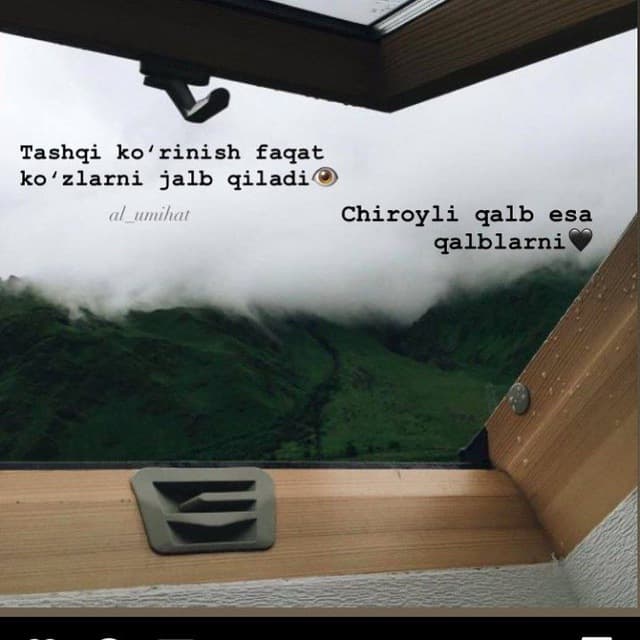 Tashqi ko‘rinish faqat
ko‘zlarni jalb qiladi👁️
al_umihat
Chiroyli qalb esa
qalblarni🖤